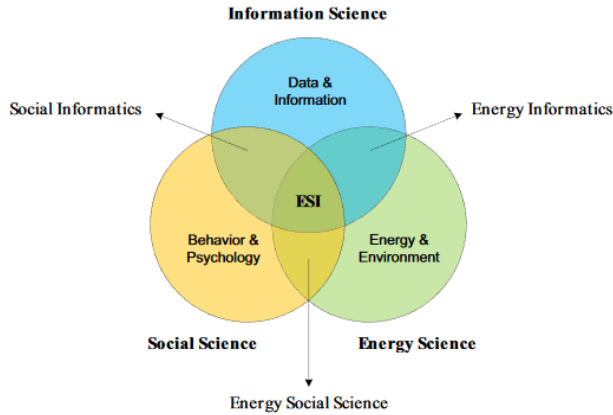 Information Science
Data &
Information
Social Informatics
Energy Informatics
ESI
Behavior &
Psychology
Energy &
Environment
Social Science
Energy Science
Energy Social Science